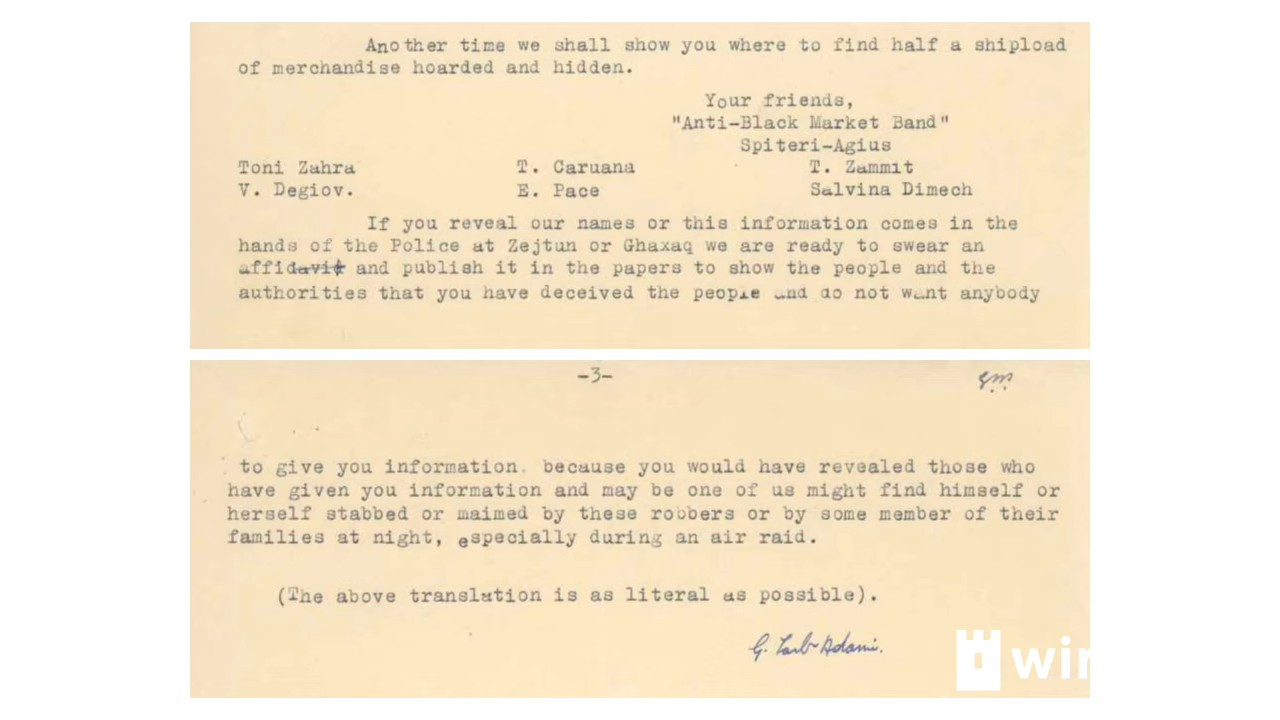 Another time we shall show you where to find half a shipload
of merchandise hoarded and hidden.
Your friends,
"Anti-Black Market Band"
Spiteri-Agius
Toni Zahra T. Caruana T. Zammit
V. Degiov. E. Pace Salvina Dimech
If you reveal our names or this information comes in the
hands of the Police at Zejtun or Ghaxaq we are ready to swear an
affidavit and publish it in the papers to show the people and the
authorities that you have deceived the people and do not want anybody
-3-
to give you information because you would have revealed those who
have given you information and may be one of us might find himself or
herself stabbed or maimed by these robbers or by some member of their
families at night, especially during an air raid.
(The above translation is as literal as possible).
G. Adami.